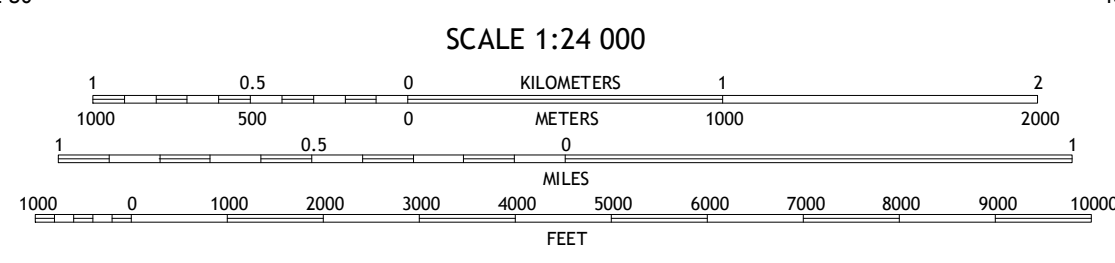 SCALE 1:24 000
1 0.5 0 KILOMETERS 1 2
1000 500 0 METERS 1000 2000
1 0.5 0 1
MILES
1000 0 1000 2000 3000 4000 5000 6000 7000 8000 9000 10000
FEET